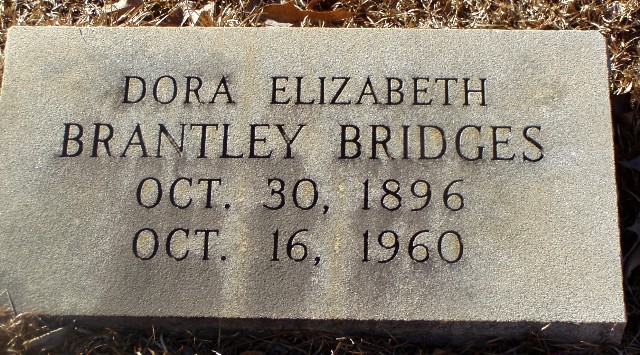 DORA ELIZABETH
BRANTLEY BRIDGES
OCT. 30, 1896
OCT. 16, 1960